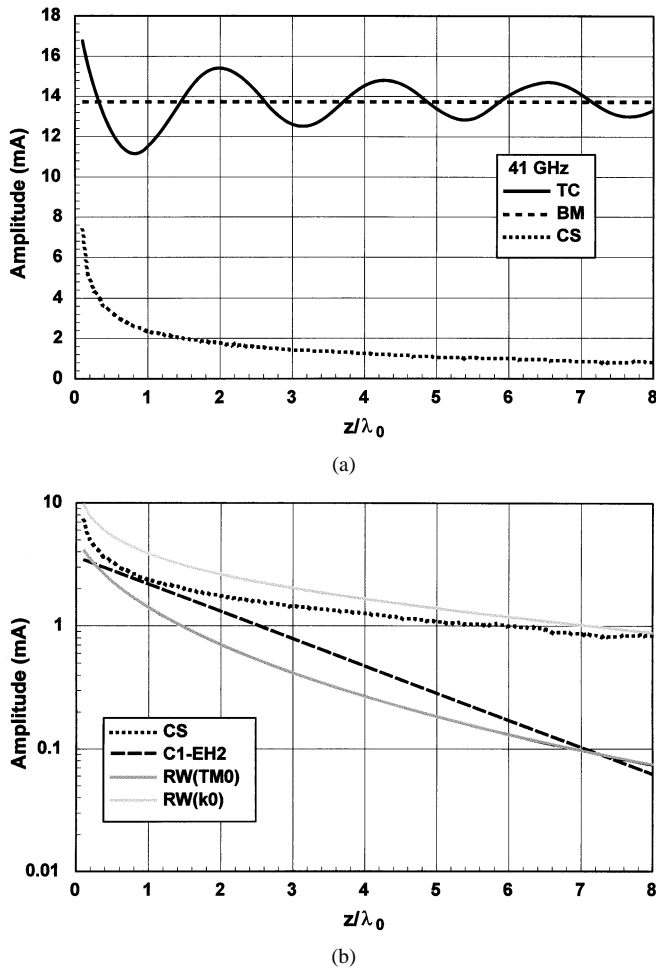 18
16
14
12
10
8
6
4
2
0
Amplitude (mA)
41 GHz
TC
BM
CS
0 1 2 3 4 5 6 7 8
z/λ₀
(a)
10
1
0.1
0.01
Amplitude (mA)
CS
C1-EH2
RW(TM0)
RW(k0)
0 1 2 3 4 5 6 7 8
z/λ₀
(b)